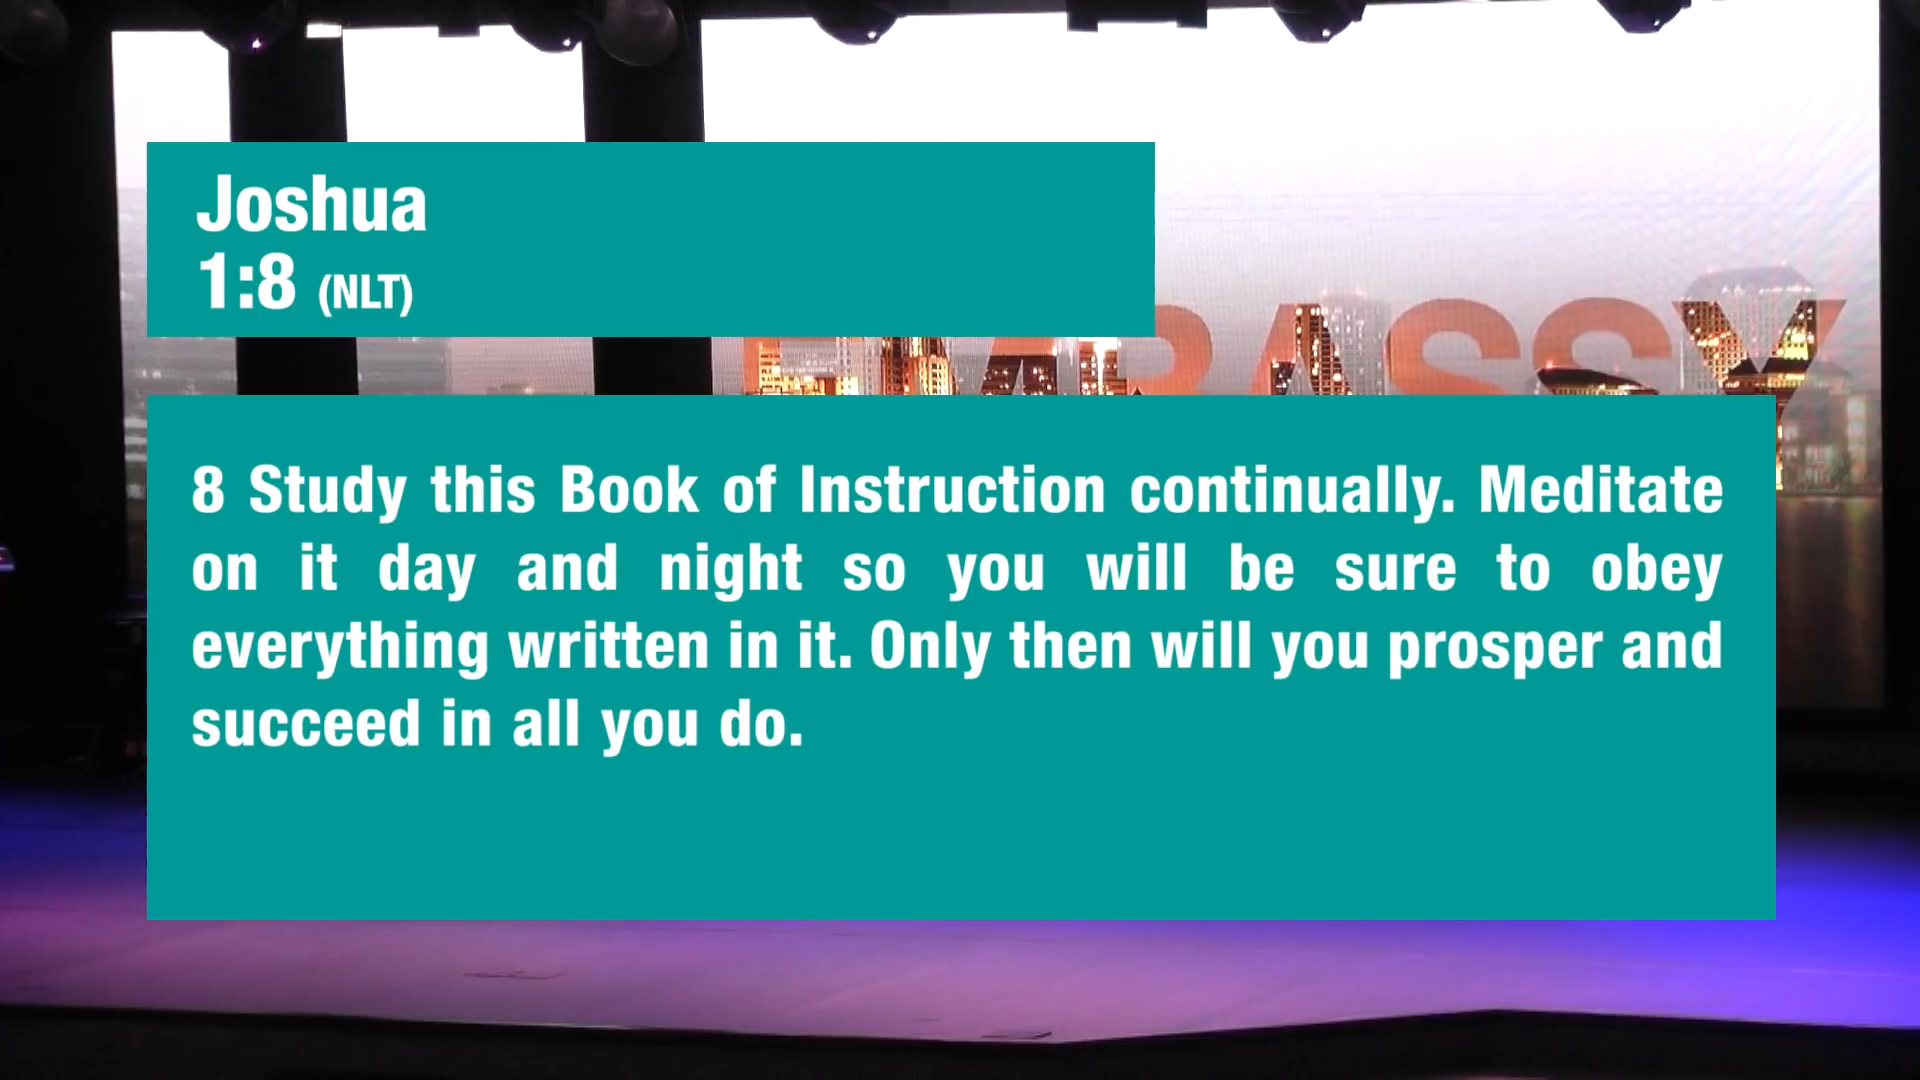 Joshua
1:8 (NLT)
8 Study this Book of Instruction continually. Meditate
on it day and night so you will be sure to obey
everything written in it. Only then will you prosper and
succeed in all you do.